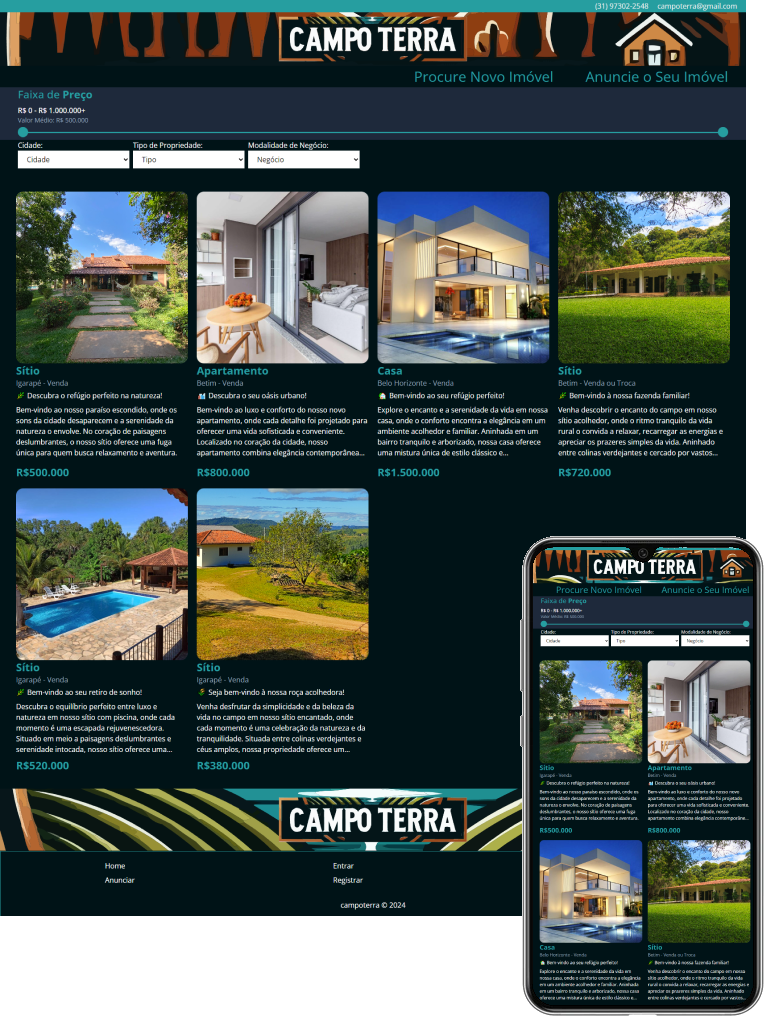 (31) 97302-2548 campoterra@gmail.com
CAMPO TERRA
Procure Novo Imóvel Anuncie o Seu Imóvel
Faixa de Preço
R$ 0 - R$ 1.000.000+
Valor Médio: R$ 500.000
Cidade: Tipo de Propriedade: Modalidade de Negócio:
Cidade Tipo Negócio
Sítio
Igarapé - Venda
🌿 Descubra o refúgio perfeito na natureza!
Bem-vindo ao nosso paraíso escondido, onde os
sons da cidade desaparecem e a serenidade da
natureza o envolve. No coração de paisagens
deslumbrantes, o nosso sítio oferece uma fuga
única para quem busca relaxamento e aventura.
R$500.000
Apartamento
Betim - Venda
🏙️ Descubra o seu oásis urbano!
Bem-vindo ao luxo e conforto do nosso novo
apartamento, onde cada detalhe foi projetado para
oferecer uma vida sofisticada e conveniente.
Localizado no coração da cidade, nosso
apartamento combina elegância contemporânea...
R$800.000
Casa
Belo Horizonte - Venda
🏡 Bem-vindo ao seu refúgio perfeito!
Explore o encanto e a serenidade da vida em nossa
casa, onde o conforto encontra a elegância em um
ambiente acolhedor e familiar. Aninhada em um
bairro tranquilo e arborizado, nossa casa oferece
uma mistura única de estilo clássico e...
R$1.500.000
Sítio
Betim - Venda ou Troca
🌿 Bem-vindo à nossa fazenda familiar!
Venha descobrir o encanto do campo em nosso
sítio acolhedor, onde o ritmo tranquilo da vida
rural o convida a relaxar, recarregar as energias e
apreciar os prazeres simples da vida. Aninhado
entre colinas verdejantes e cercado por vastos...
R$720.000
Sítio
Igarapé - Venda
🌿 Bem-vindo ao seu retiro de sonho!
Descubra o equilíbrio perfeito entre luxo e
natureza em nosso sítio com piscina, onde cada
momento é uma escapada rejuvenescedora.
Situado em meio a paisagens deslumbrantes e
serenidade intocada, nosso sítio oferece uma...
R$520.000
Sítio
Igarapé - Venda
Seja bem-vindo à nossa roça acolhedora!
Venha desfrutar da simplicidade e da beleza da
vida no campo em nosso sítio encantado, onde
cada momento é uma celebração da natureza e da
tranquilidade. Situada entre colinas verdejantes e
céus amplos, nossa propriedade oferece um...
R$380.000
CAMPO TERRA
Home Entrar
Anunciar Registrar
campoterra © 2024
CAMPO TERRA
Procure Novo Imóvel Anuncie o Seu Imóvel
Faixa de Preço
R$ 0 - R$ 1.000.000+
Valor Médio: R$ 500.000
Cidade: Tipo de Propriedade: Modalidade de Negócio:
Cidade Tipo Negócio
Sítio
Igarapé - Venda
🌿 Descubra o refúgio perfeito na natureza!
Bem-vindo ao nosso paraíso escondido, onde os
sons da cidade desaparecem e a serenidade da
natureza o envolve. No coração de paisagens
deslumbrantes, o nosso sítio oferece uma fuga
única para quem busca relaxamento e aventura.
R$500.000
Apartamento
Betim - Venda
🏙️ Descubra o seu oásis urbano!
Bem-vindo ao luxo e conforto do nosso novo
apartamento, onde cada detalhe foi projetado para
oferecer uma vida sofisticada e conveniente.
Localizado no coração da cidade, nosso
apartamento combina elegância contemporânea...
R$800.000
Casa
Belo Horizonte - Venda
🏡 Bem-vindo ao seu refúgio perfeito!
Explore o encanto e a serenidade da vida em
nossa casa, onde o conforto encontra a elegância
em um ambiente acolhedor e familiar. Aninhada
em um bairro tranquilo e arborizado, nossa casa
oferece uma mistura única de estilo clássico e...
Sítio
Betim - Venda ou Troca
🌿 Bem-vindo à nossa fazenda familiar!
Venha descobrir o encanto do campo em nosso
sítio acolhedor, onde o ritmo tranquilo da vida
rural o convida a relaxar, recarregar as energias e
apreciar os prazeres simples da vida. Aninhado
entre colinas verdejantes e cercado por vastos...